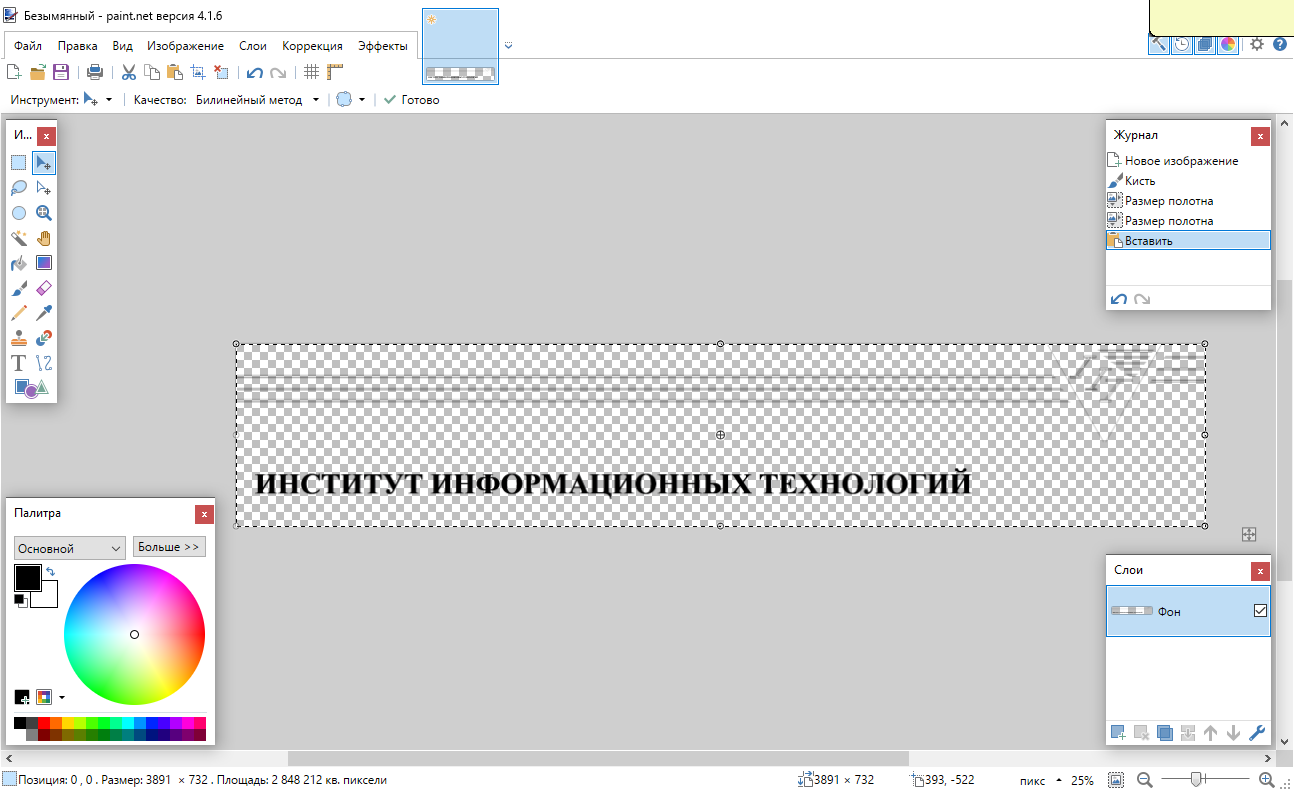 Безымянный - paint.net версия 4.1.6
Файл Правка Вид Изображение Слои Коррекция Эффекты
Инструмент: Качество: Билинейный метод Готово
И...
Журнал
Новое изображение
Кисть
Размер полотна
Размер полотна
Вставить
ИНСТИТУТ ИНФОРМАЦИОННЫХ ТЕХНОЛОГИЙ
Палитра
Основной Больше >>
Слои
Фон
Позиция: 0 , 0 . Размер: 3891 × 732 . Площадь: 2 848 212 кв. пиксели 3891 × 732 393, -522 пикс 25%